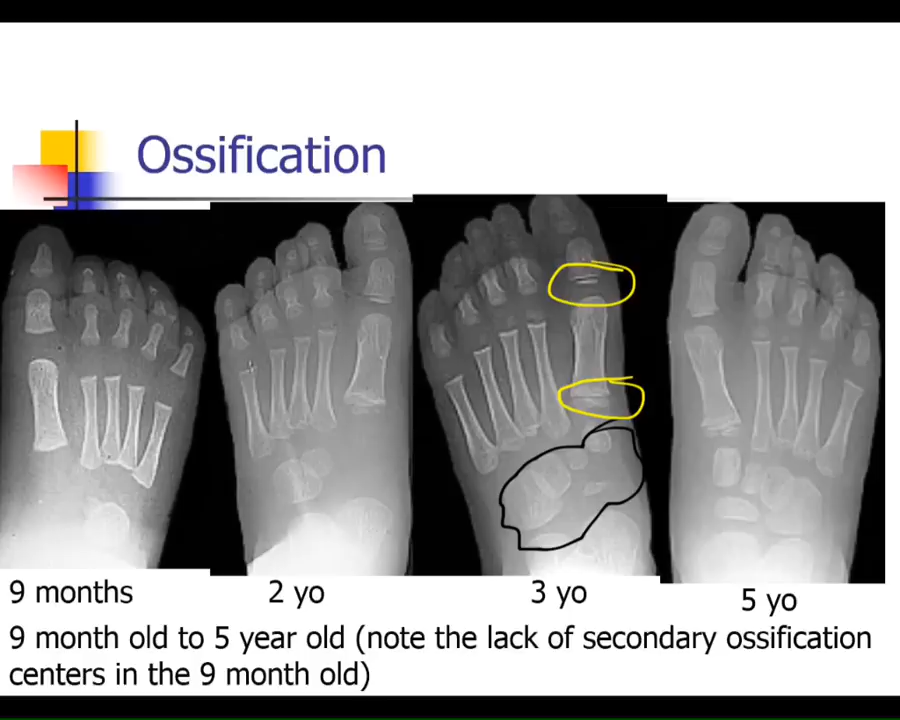 Ossification
9 months
2 yo
3 yo
5 yo
9 month old to 5 year old (note the lack of secondary ossification
centers in the 9 month old)